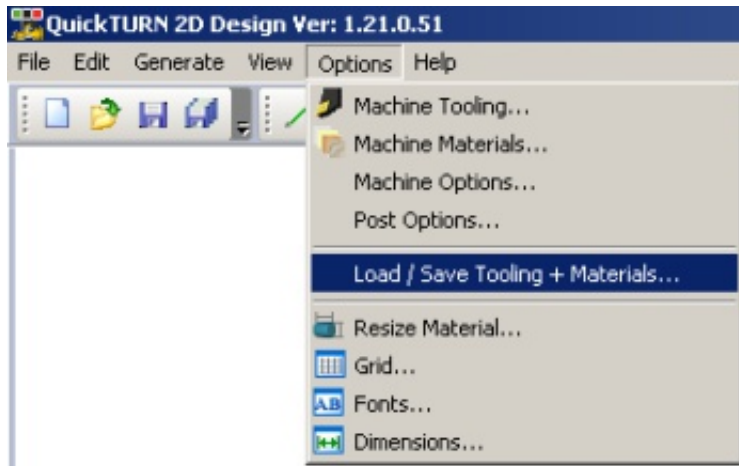 QuickTURN 2D Design Ver: 1.21.0.51
File Edit Generate View Options Help
Machine Tooling...
Machine Materials...
Machine Options...
Post Options...
Load / Save Tooling + Materials...
Resize Material...
Grid...
AB Fonts...
Dimensions...